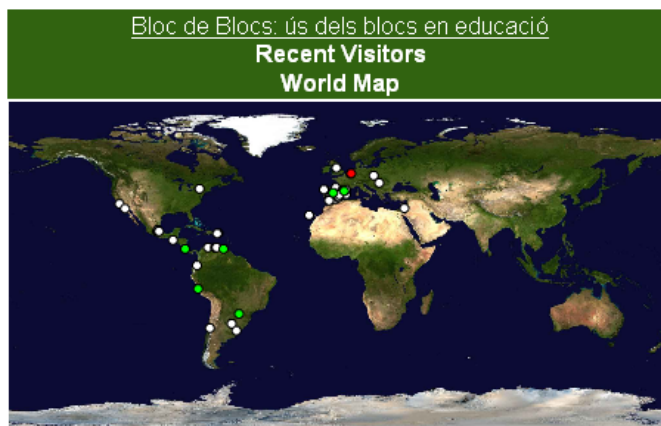 Bloc de Blocs: ús dels blocs en educació
Recent Visitors
World Map